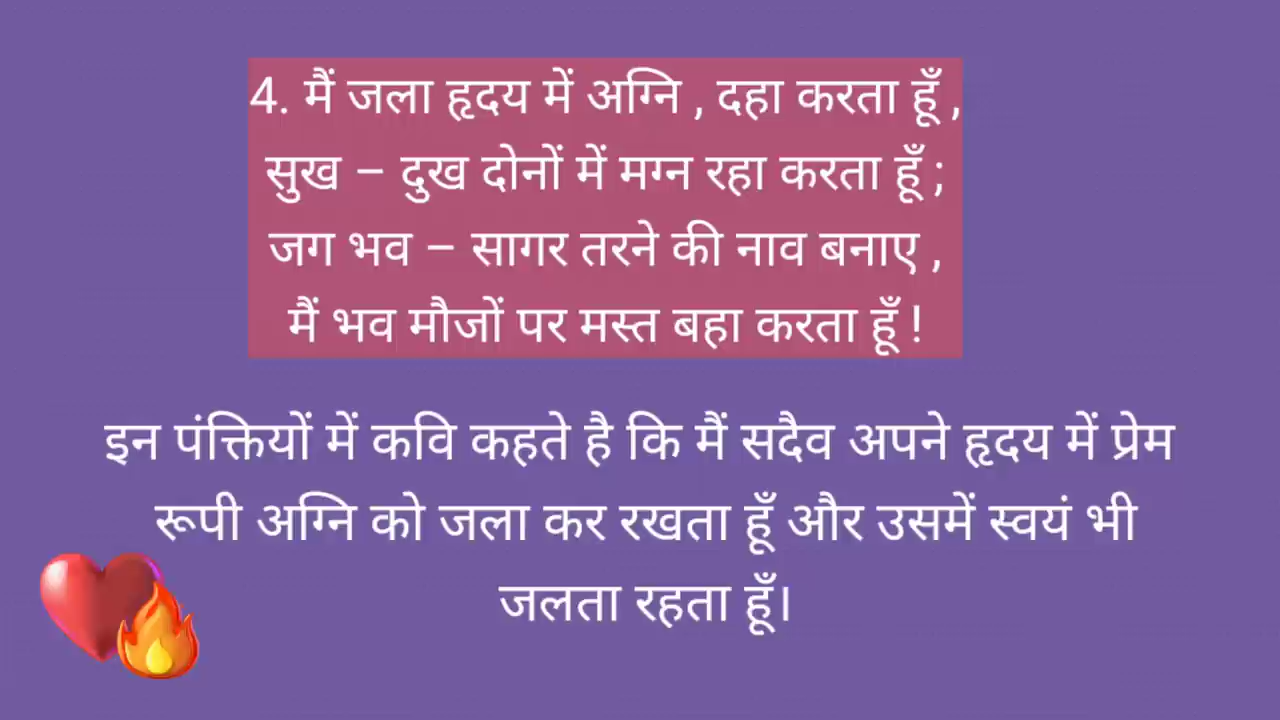 4. मैं जला हृदय में अग्नि , दहा करता हूँ ,
सुख – दुख दोनों में मग्न रहा करता हूँ ;
जग भव – सागर तरने की नाव बनाए ,
मैं भव मौजों पर मस्त बहा करता हूँ !
इन पंक्तियों में कवि कहते है कि मैं सदैव अपने हृदय में प्रेम
रूपी अग्नि को जला कर रखता हूँ और उसमें स्वयं भी
जलता रहता हूँ।